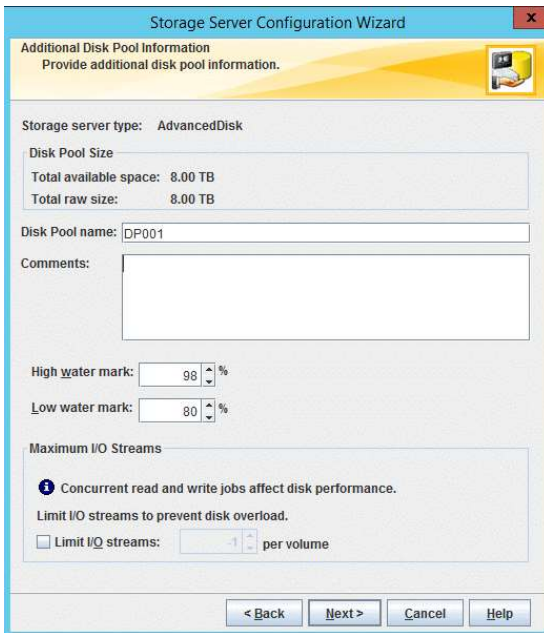 Storage Server Configuration Wizard
x
Additional Disk Pool Information
Provide additional disk pool information.
Storage server type: AdvancedDisk
Disk Pool Size
Total available space: 8.00 TB
Total raw size: 8.00 TB
Disk Pool name: DP001
Comments:
High water mark: 98 %
Low water mark: 80 %
Maximum I/O Streams
Concurrent read and write jobs affect disk performance.
Limit I/O streams to prevent disk overload.
Limit I/O streams: -1 per volume
< Back Next > Cancel Help